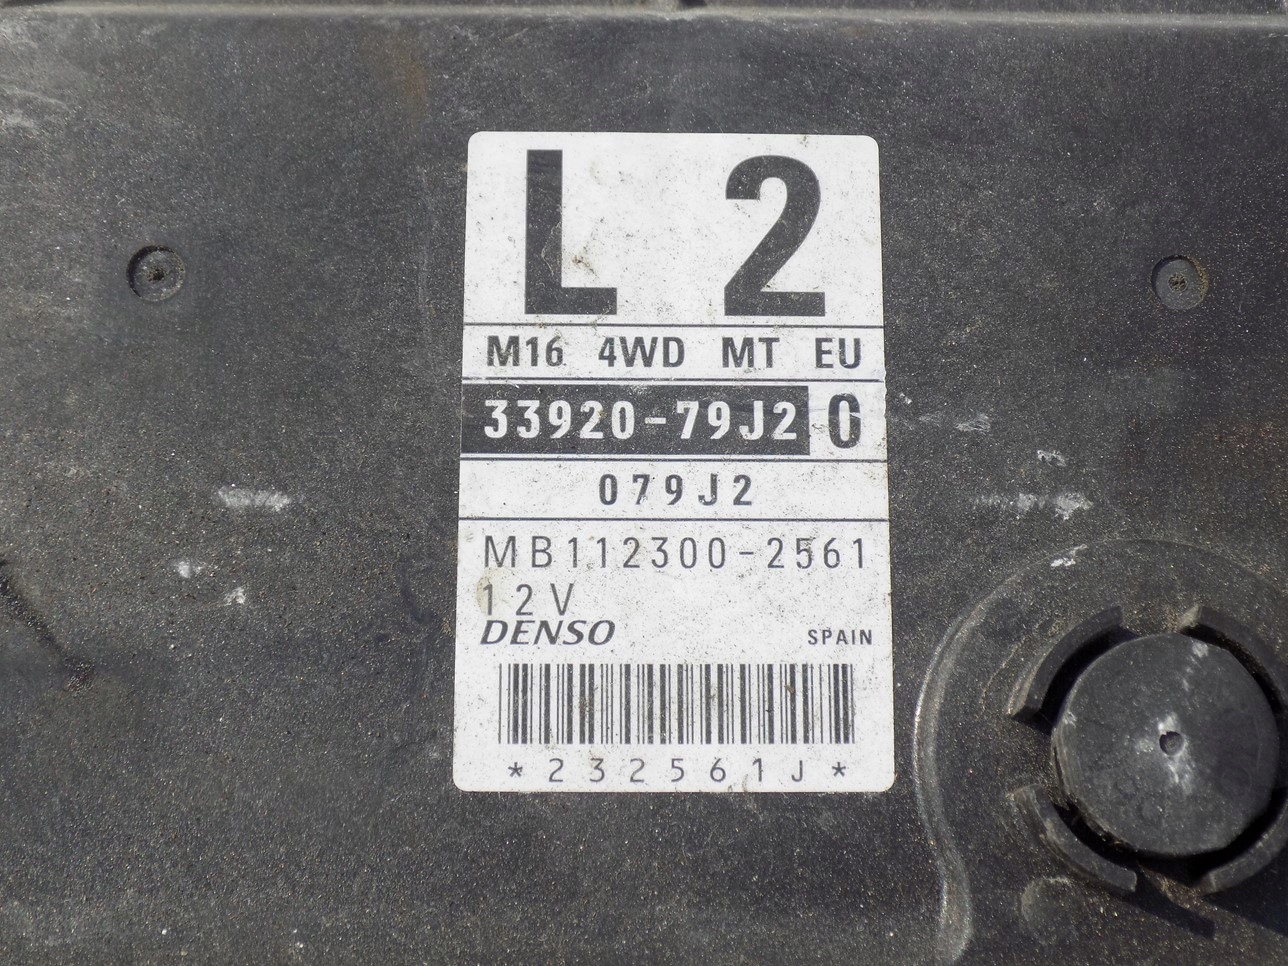 L 2
M16 4WD MT EU
33920-79J2 0
079J2
MB112300-2561
12V
DENSO SPAIN
*232561J*